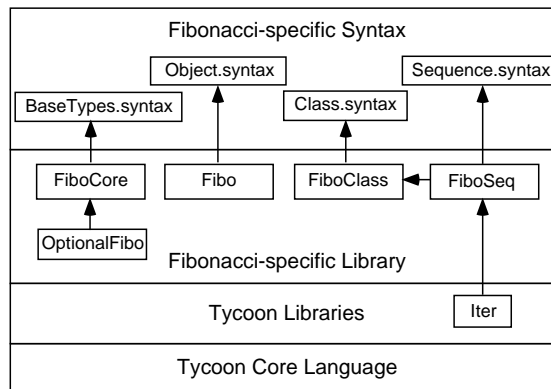 Fibonacci-specific Syntax
Object.syntax
Sequence.syntax
BaseTypes.syntax
Class.syntax
FiboCore
Fibo
FiboClass
FiboSeq
OptionalFibo
Fibonacci-specific Library
Tycoon Libraries
Iter
Tycoon Core Language